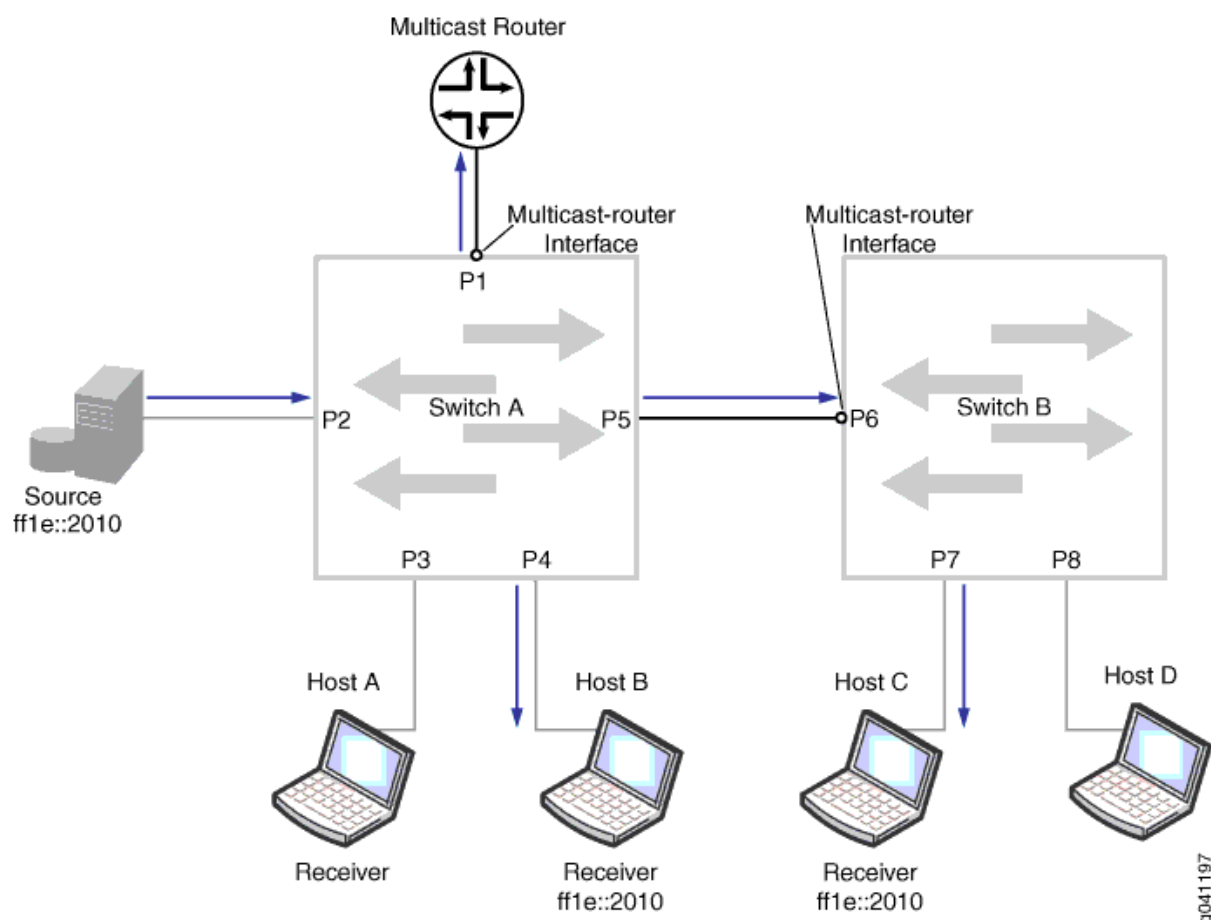 Multicast Router
Multicast-router
Interface
Multicast-router
Interface
P1
Switch A
P2
P5
P6
Switch B
Source
ff1e::2010
P3
P4
P7
P8
Host A
Host B
Host C
Host D
Receiver
Receiver
ff1e::2010
Receiver
ff1e::2010
g041197